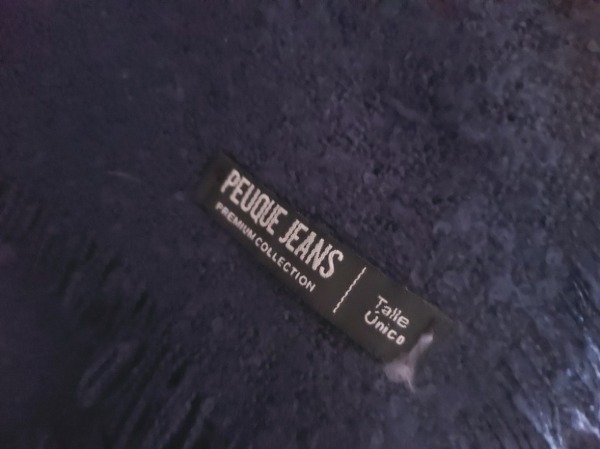 PEUQUE JEANS
PREMIUM COLLECTION
Talle
Único